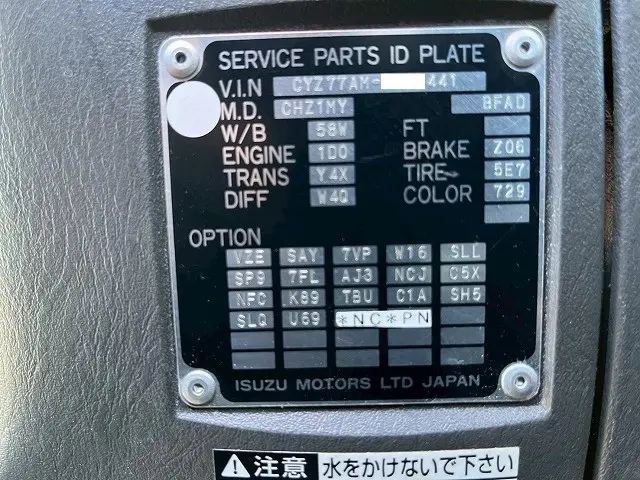 SERVICE PARTS ID PLATE
V.I.N CYZ77AM- 441
M.D. CHZ1MY BFAD
W/B 58W FT
ENGINE 1D0 BRAKE Z06
TRANS Y4X TIRE 5E7
DIFF W4Q COLOR 729
OPTION
VZE SAY 7VP W16 SLL
SP9 7FL AJ3 NCJ C5X
NFC K89 TBU C1A SH5
SLQ U69 *NC*PN
ISUZU MOTORS LTD JAPAN
注意 水をかけないで下さい